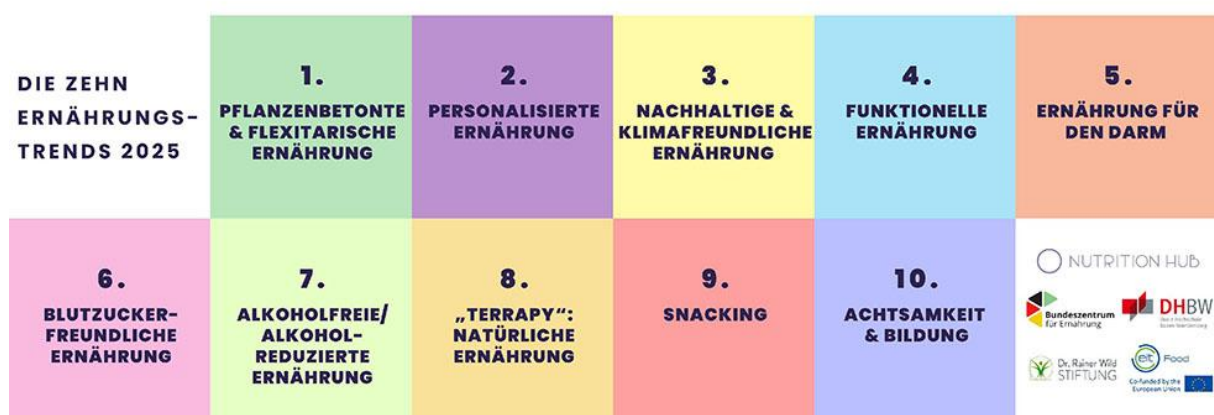 DIE ZEHN
ERNÄHRUNGS-
TRENDS 2025
1.
PFLANZENBETONTE
& FLEXITARISCHE
ERNÄHRUNG
2.
PERSONALISIERTE
ERNÄHRUNG
3.
NACHHALTIGE &
KLIMAFREUNDLICHE
ERNÄHRUNG
4.
FUNKTIONELLE
ERNÄHRUNG
5.
ERNÄHRUNG FÜR
DEN DARM
6.
BLUTZUCKER-
FREUNDLICHE
ERNÄHRUNG
7.
ALKOHOLFREIE/
ALKOHOL-
REDUZIERTE
ERNÄHRUNG
8.
„TERRAPY“:
NATÜRLICHE
ERNÄHRUNG
9.
SNACKING
10.
ACHTSAMKEIT
& BILDUNG
NUTRITION HUB
Bundeszentrum
für Ernährung
DHBW
Dr. Rainer Wild
STIFTUNG
eit Food
Co-funded by the
European Union